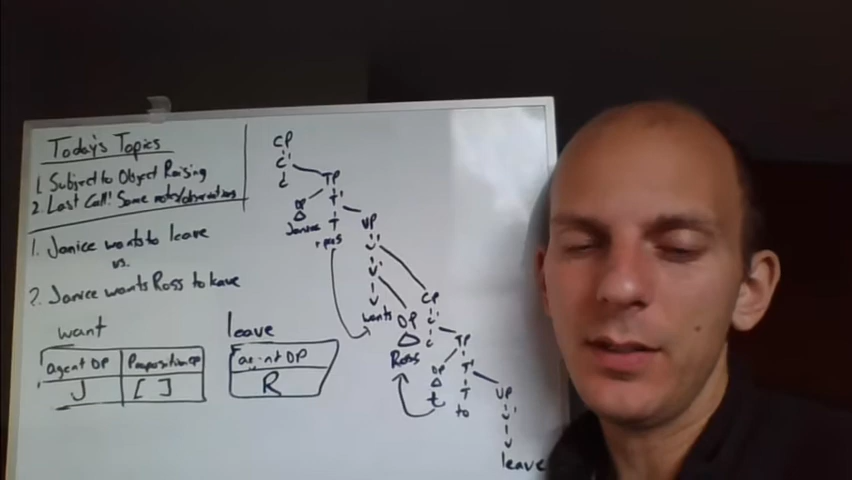 Today's Topics
1. Subject to Object Raising
2. Last Call! Some notes/observations
1. Janice wants to leave
vs.
2. Janice wants Ross to leave
want
agent DP Proposition CP
J [ ]
leave
agent DP
R
CP
C'
C TP
DP T'
Janice T VP
+pres V'
V'
V CP
wants DP C'
Ross C TP
DP T'
t T VP
to V'
V
leave